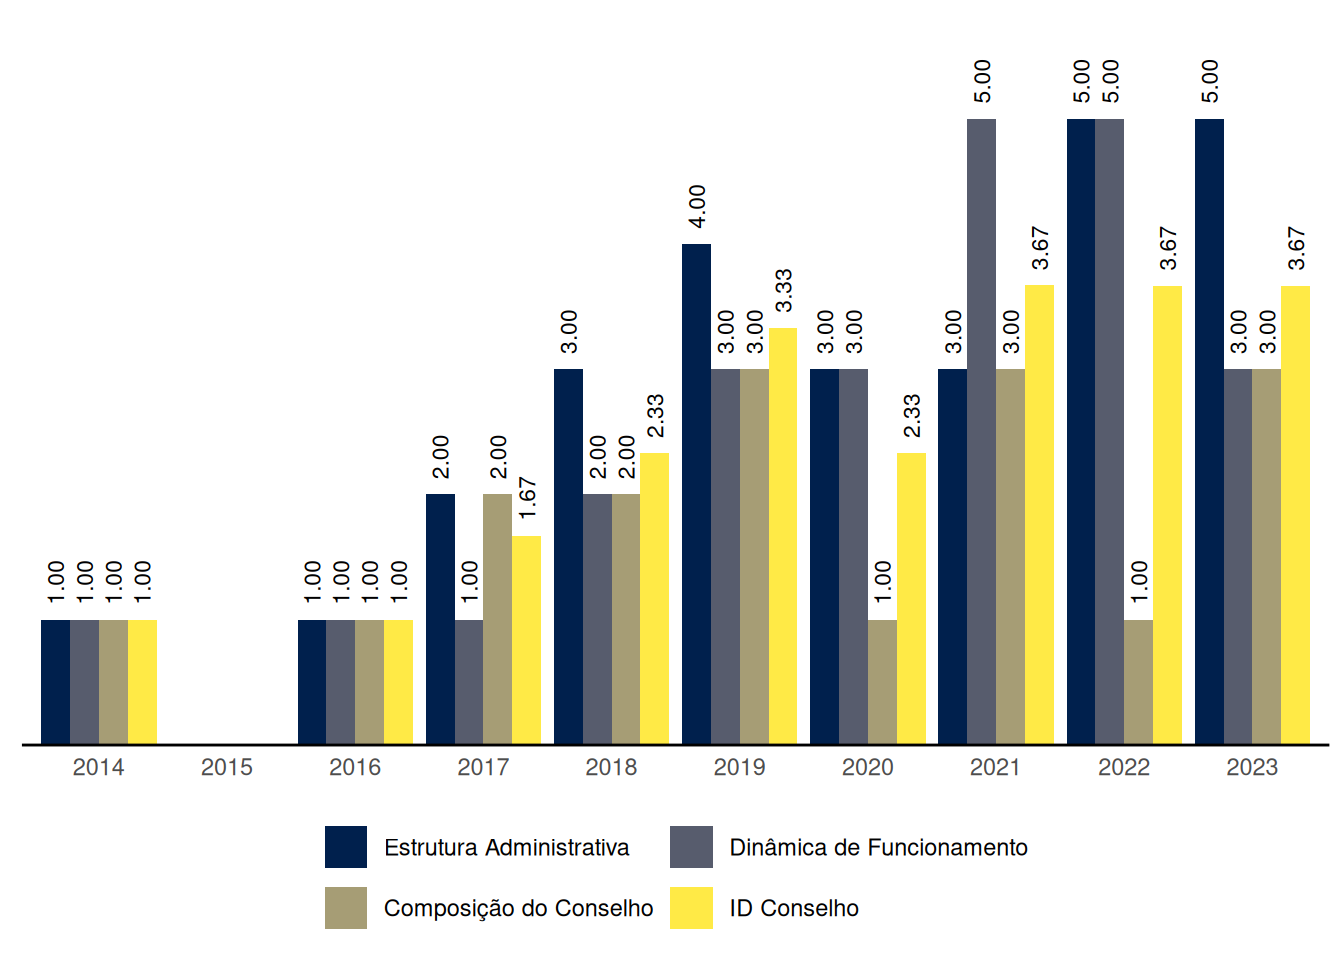 1.00 1.00 1.00 1.00
1.00 1.00 1.00 1.00
2.00 1.00 2.00 1.67
3.00 2.00 2.00 2.33
4.00 3.00 3.00 3.33
3.00 3.00 1.00 2.33
3.00 5.00 3.00 3.67
5.00 5.00 1.00 3.67
5.00 3.00 3.00 3.67
2014 2015 2016 2017 2018 2019 2020 2021 2022 2023
Estrutura Administrativa Dinâmica de Funcionamento
Composição do Conselho ID Conselho